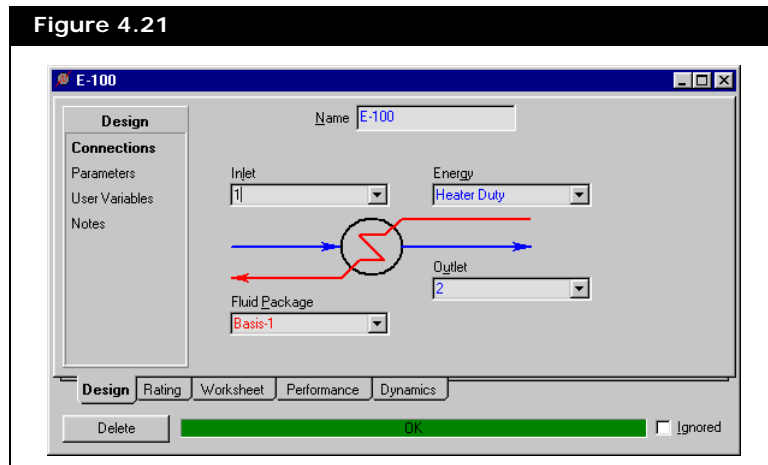 Figure 4.21
E-100
Design
Connections
Parameters
User Variables
Notes
Name E-100
Inlet
1
Energy
Heater Duty
Outlet
2
Fluid Package
Basis-1
Design Rating Worksheet Performance Dynamics
Delete OK Ignored